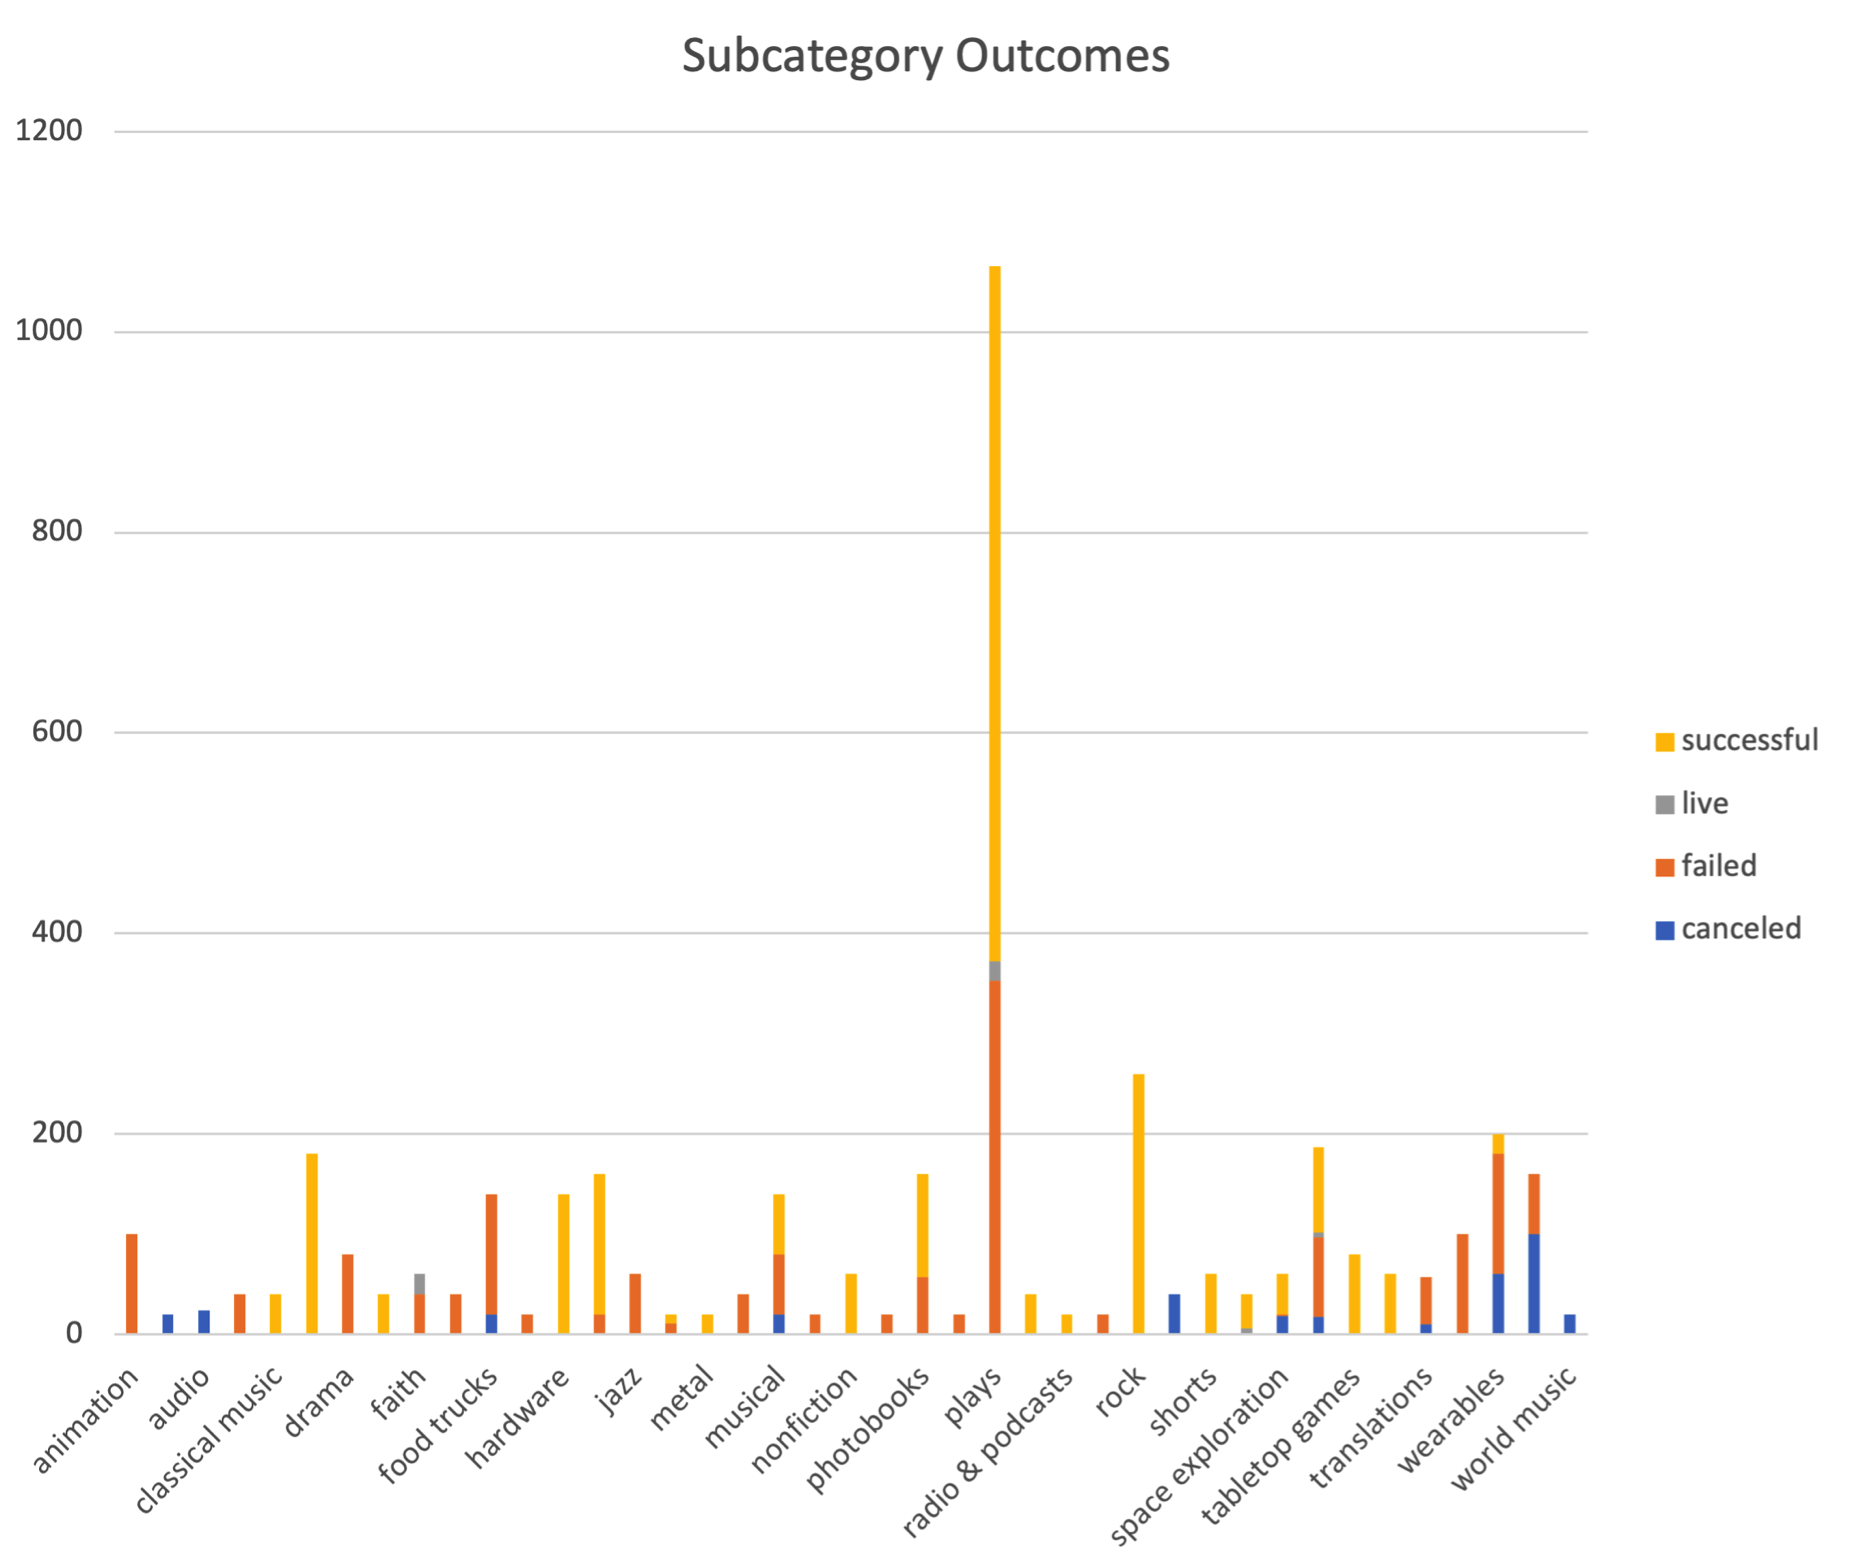 Subcategory Outcomes
1200
1000
800
600
400
200
0
successful
live
failed
canceled
animation
audio
classical music
drama
faith
food trucks
hardware
jazz
metal
musical
nonfiction
photobooks
plays
radio & podcasts
rock
shorts
space exploration
tabletop games
translations
wearables
world music